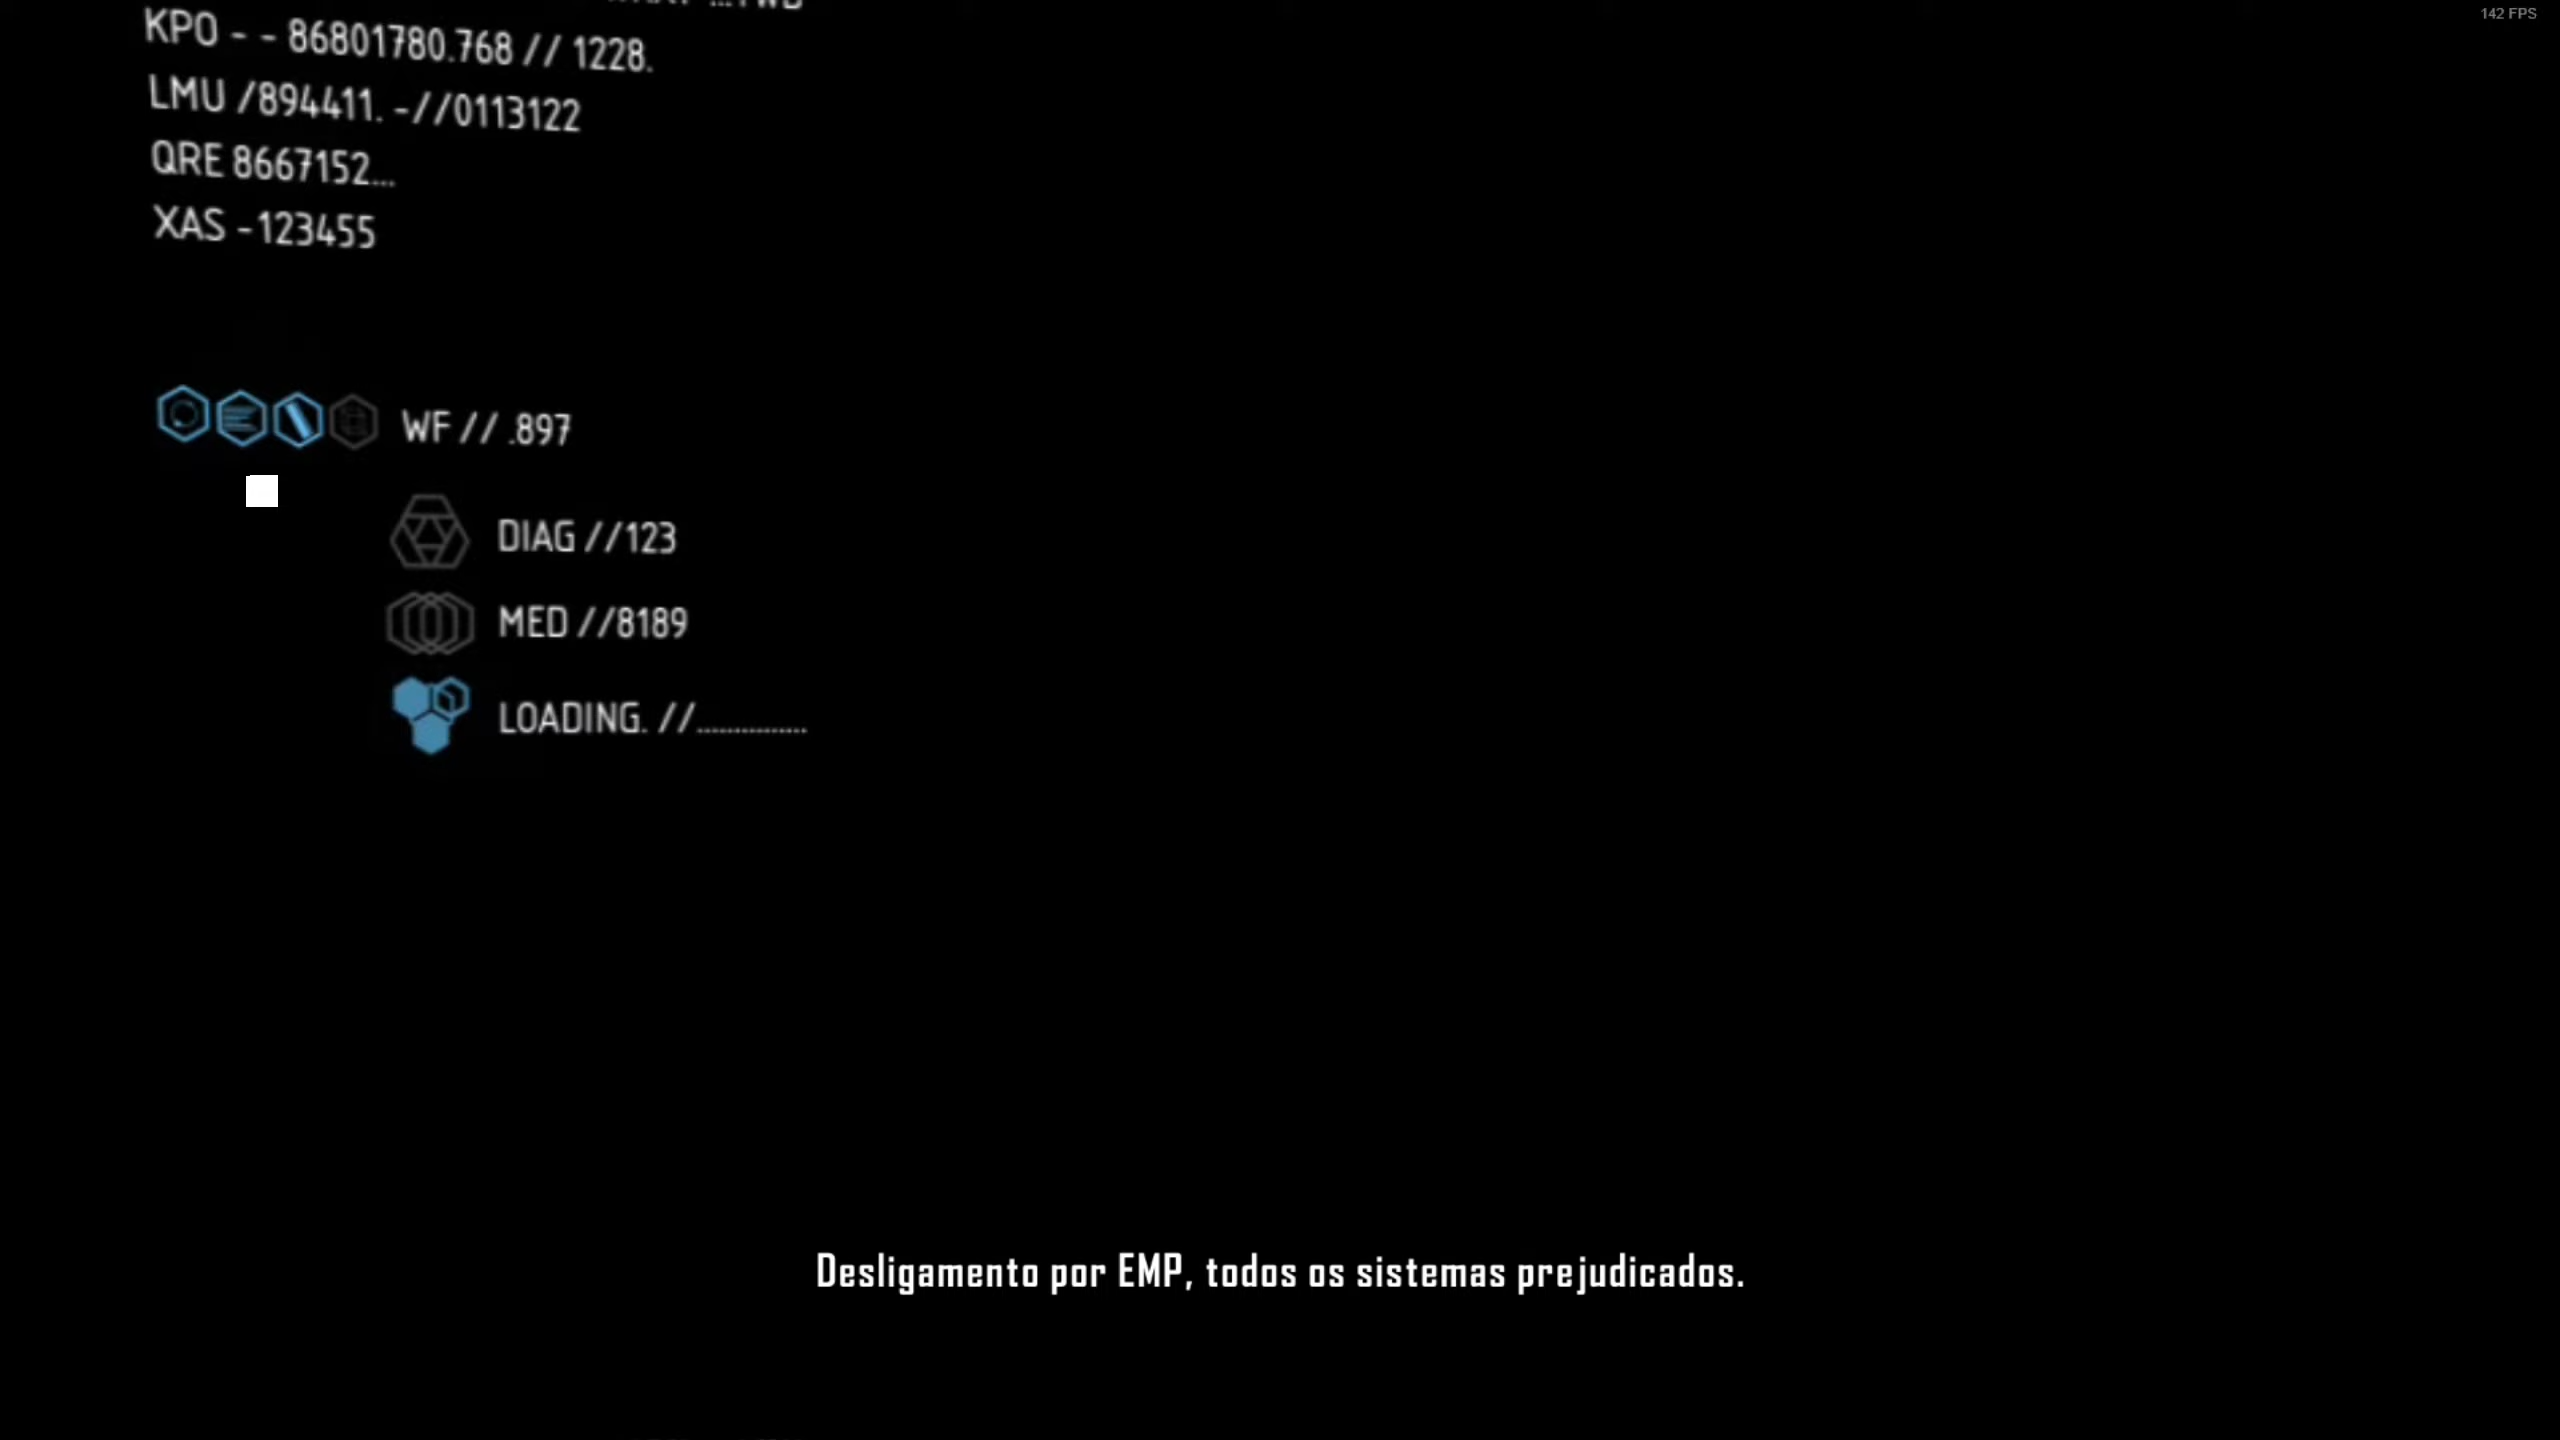 142 FPS
KPO - - 86801780.768 // 1228.
LMU /894411. -//0113122
QRE 8667152...
XAS -123455
WF // .897
DIAG //123
MED //8189
LOADING. //...............
Desligamento por EMP, todos os sistemas prejudicados.